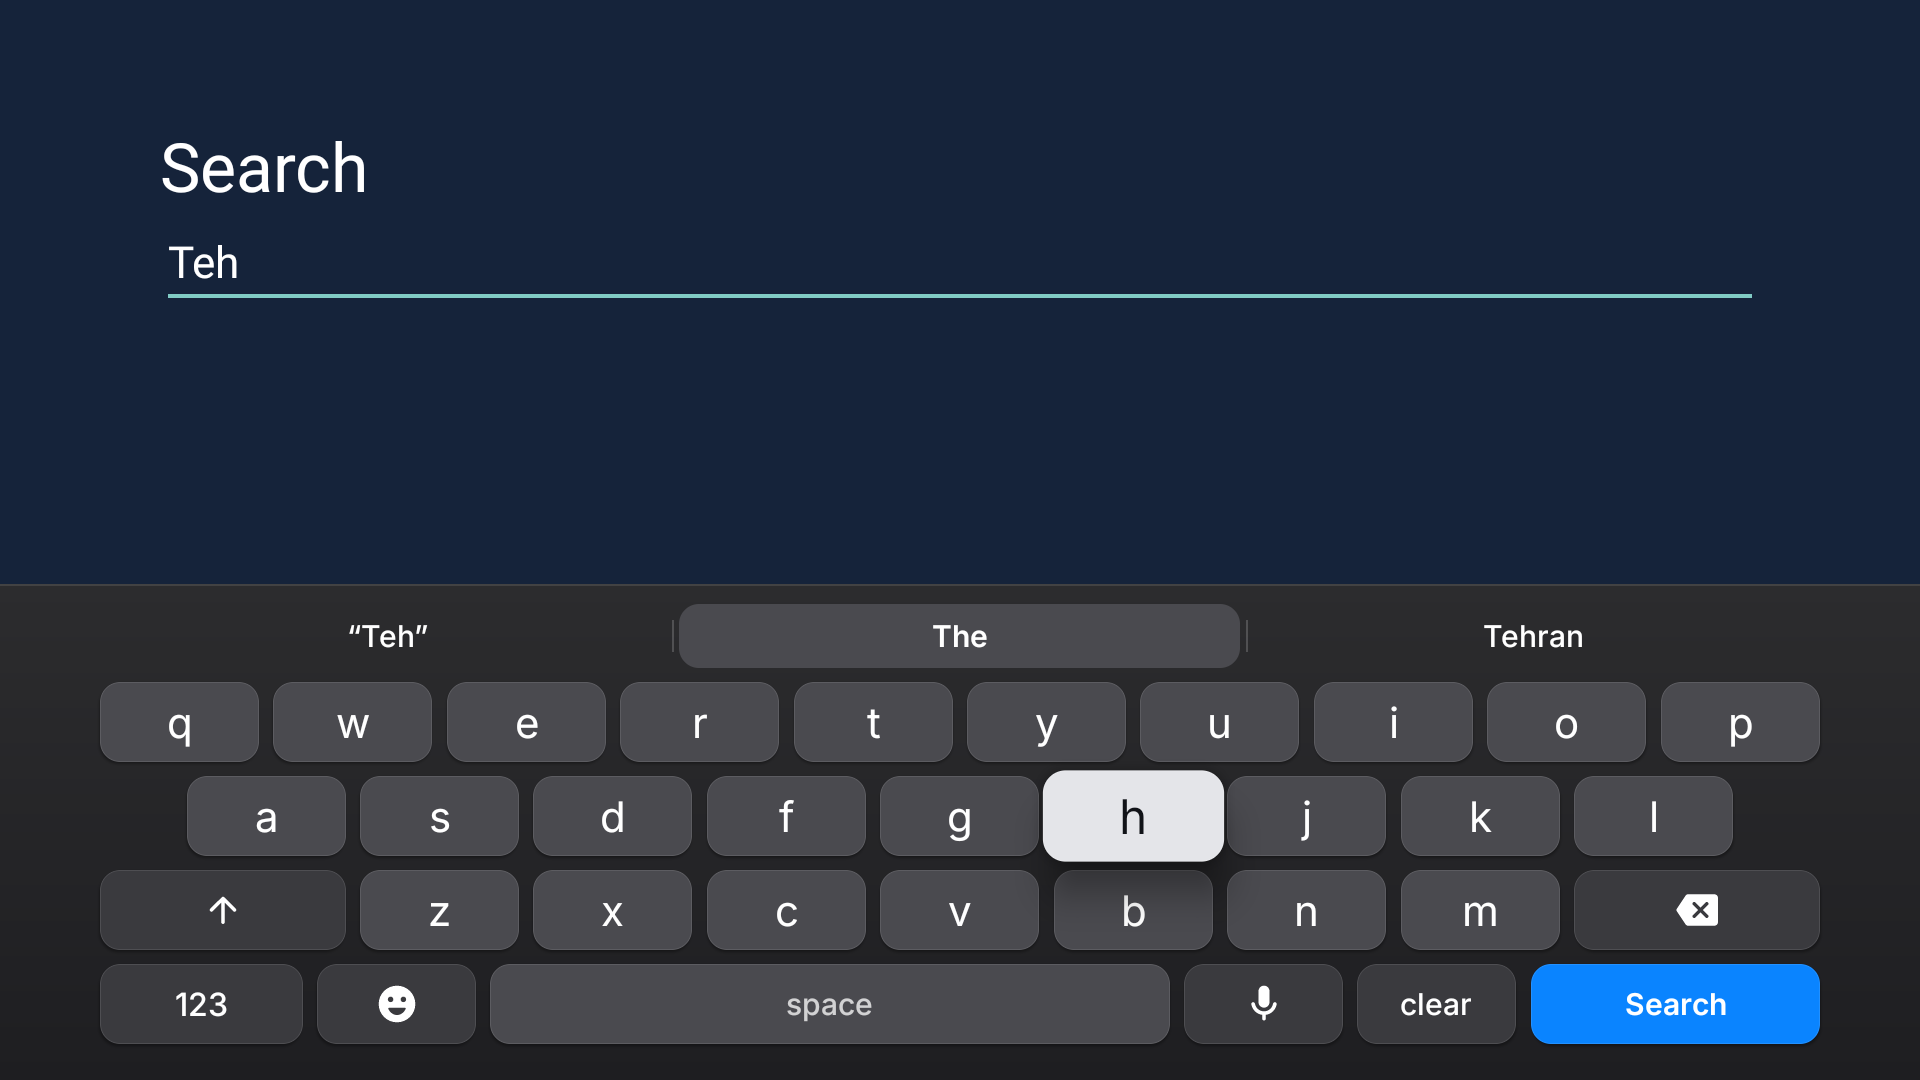 Search
Teh
“Teh” The Tehran
q w e r t y u i o p
a s d f g h j k l
z x c v b n m
123 space clear Search